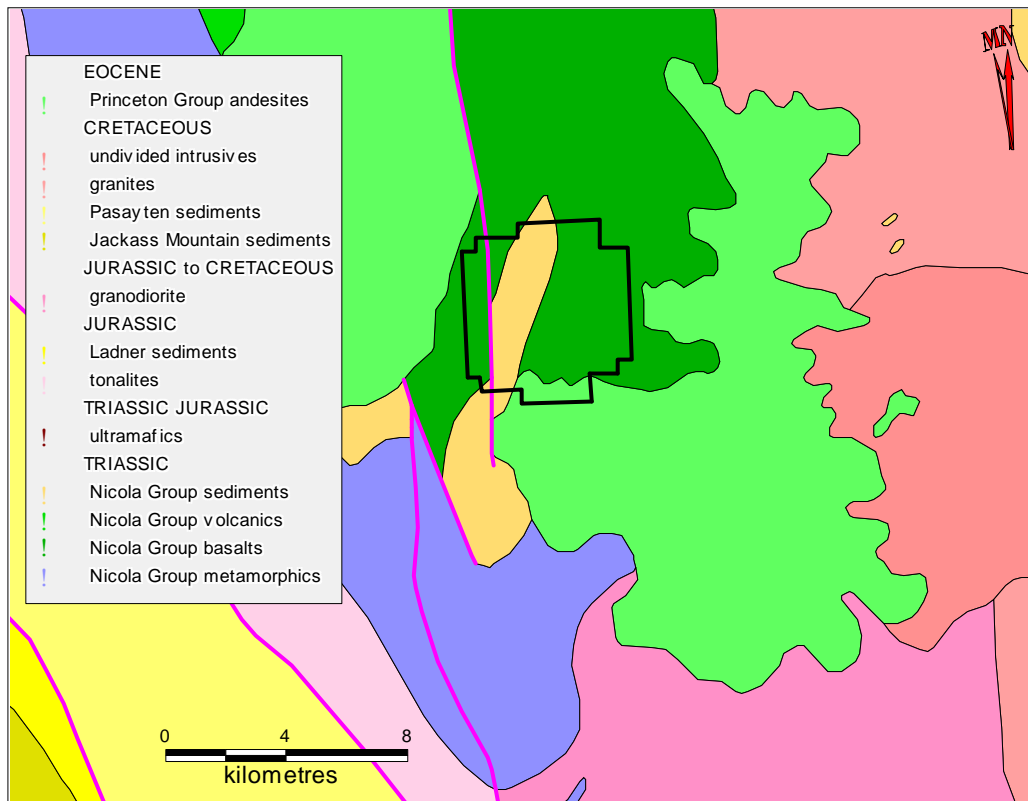 MN
EOCENE
! Princeton Group andesites
CRETACEOUS
! undivided intrusives
! granites
! Pasayten sediments
! Jackass Mountain sediments
JURASSIC to CRETACEOUS
! granodiorite
JURASSIC
! Ladner sediments
! tonalites
TRIASSIC JURASSIC
! ultramafics
TRIASSIC
! Nicola Group sediments
! Nicola Group volcanics
! Nicola Group basalts
! Nicola Group metamorphics
0 4 8
kilometres